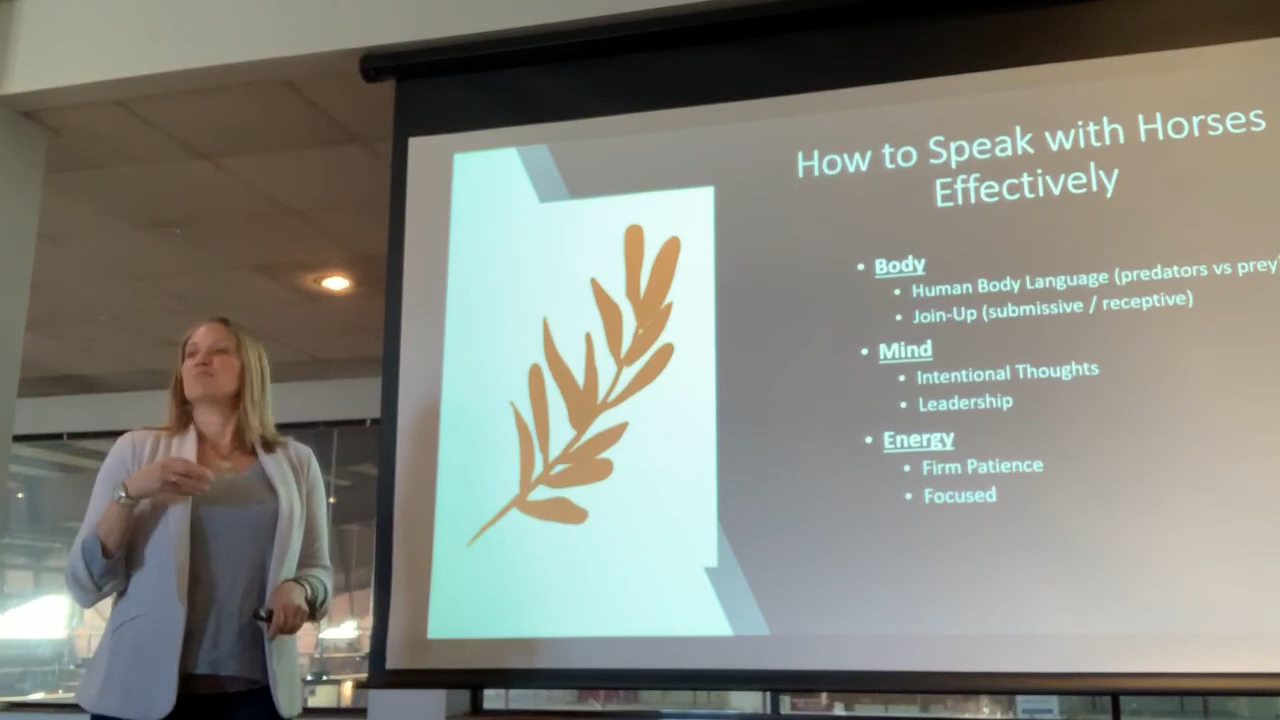 How to Speak with Horses
Effectively
• Body
• Human Body Language (predators vs prey)
• Join-Up (submissive / receptive)
• Mind
• Intentional Thoughts
• Leadership
• Energy
• Firm Patience
• Focused